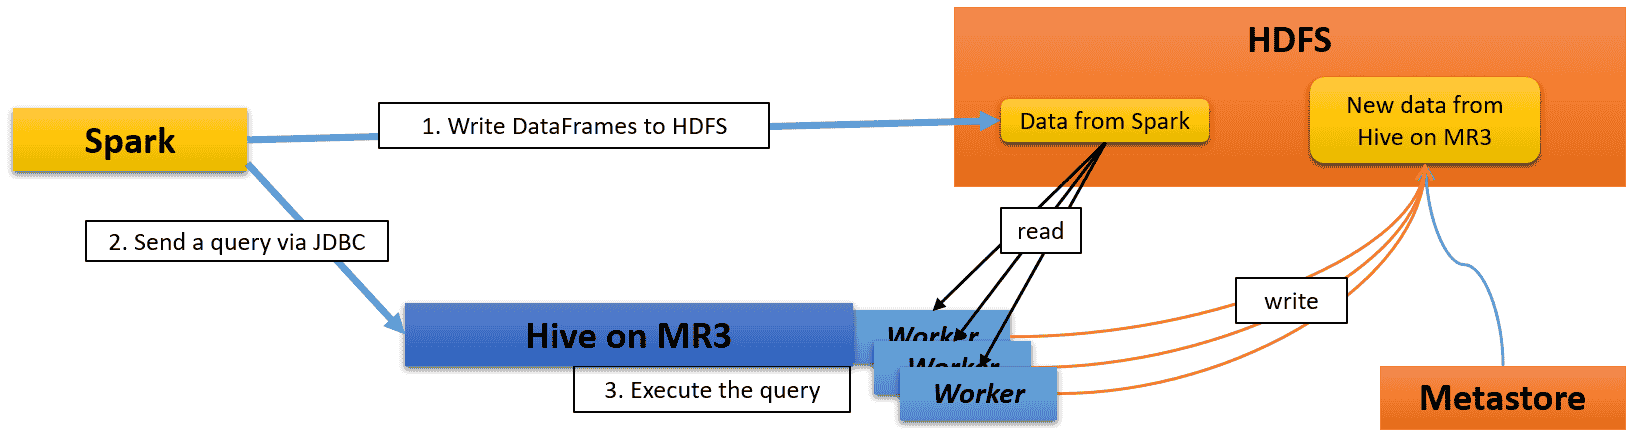 HDFS
Spark
1. Write DataFrames to HDFS
Data from Spark
New data from
Hive on MR3
2. Send a query via JDBC
read
write
Hive on MR3
Worker
Worker
Worker
3. Execute the query
Metastore